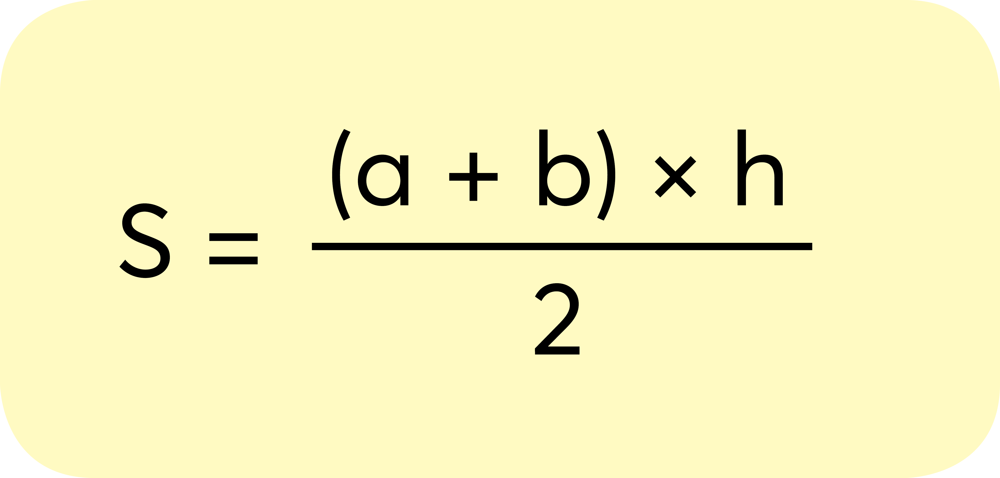 S = (a + b) × h / 2